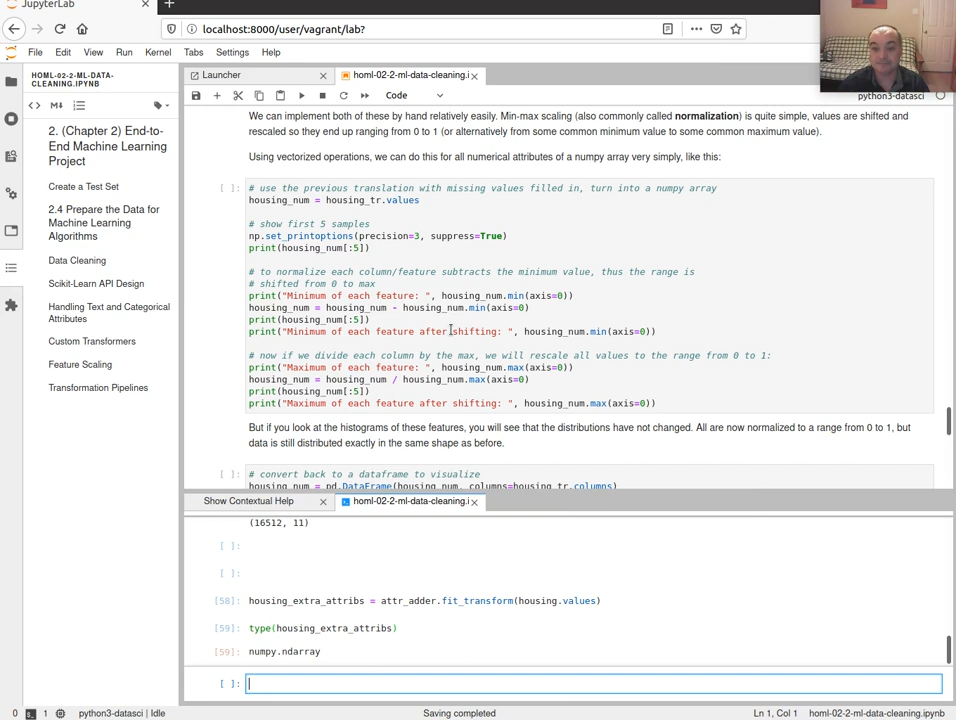 JupyterLab
localhost:8000/user/vagrant/lab?
File Edit View Run Kernel Tabs Settings Help
HOML-02-2-ML-DATA-
CLEANING.IPYNB
2. (Chapter 2) End-to-
End Machine Learning
Project
Create a Test Set
2.4 Prepare the Data for
Machine Learning
Algorithms
Data Cleaning
Scikit-Learn API Design
Handling Text and Categorical
Attributes
Custom Transformers
Feature Scaling
Transformation Pipelines
Launcher
homl-02-2-ml-data-cleaning.i
Code
python3-datasci
We can implement both of these by hand relatively easily. Min-max scaling (also commonly called normalization) is quite simple, values are shifted and
rescaled so they end up ranging from 0 to 1 (or alternatively from some common minimum value to some common maximum value).
Using vectorized operations, we can do this for all numerical attributes of a numpy array very simply, like this:
[ ]: # use the previous translation with missing values filled in, turn into a numpy array
housing_num = housing_tr.values
# show first 5 samples
np.set_printoptions(precision=3, suppress=True)
print(housing_num[:5])
# to normalize each column/feature subtracts the minimum value, thus the range is
# shifted from 0 to max
print("Minimum of each feature: ", housing_num.min(axis=0))
housing_num = housing_num - housing_num.min(axis=0)
print(housing_num[:5])
print("Minimum of each feature after shifting: ", housing_num.min(axis=0))
# now if we divide each column by the max, we will rescale all values to the range from 0 to 1:
print("Maximum of each feature: ", housing_num.max(axis=0))
housing_num = housing_num / housing_num.max(axis=0)
print(housing_num[:5])
print("Maximum of each feature after shifting: ", housing_num.max(axis=0))
But if you look at the histograms of these features, you will see that the distributions have not changed. All are now normalized to a range from 0 to 1, but
data is still distributed exactly in the same shape as before.
[ ]: # convert back to a dataframe to visualize
housing_num = pd.DataFrame(housing_num, columns=housing_tr.columns)
Show Contextual Help
homl-02-2-ml-data-cleaning.i
(16512, 11)
[ ]:
[ ]:
[58]: housing_extra_attribs = attr_adder.fit_transform(housing.values)
[59]: type(housing_extra_attribs)
[59]: numpy.ndarray
[ ]:
0 1 python3-datasci | Idle
Saving completed
Ln 1, Col 1 homl-02-2-ml-data-cleaning.ipynb